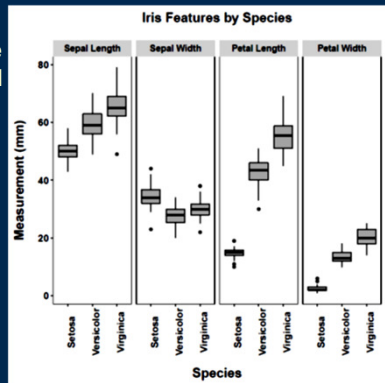 Iris Features by Species
Sepal Length Sepal Width Petal Length Petal Width
Measurement (mm)
80
60
40
20
0
Setosa Versicolor Virginica Setosa Versicolor Virginica Setosa Versicolor Virginica Setosa Versicolor Virginica
Species